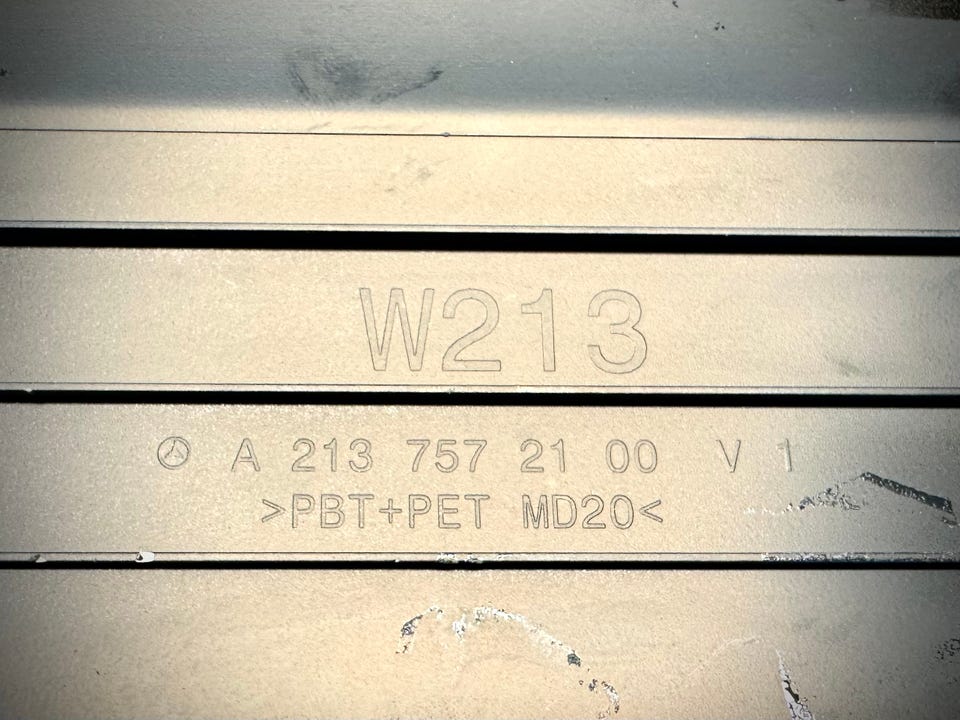 W213
A 213 757 21 00 V 1
>PBT+PET MD20<